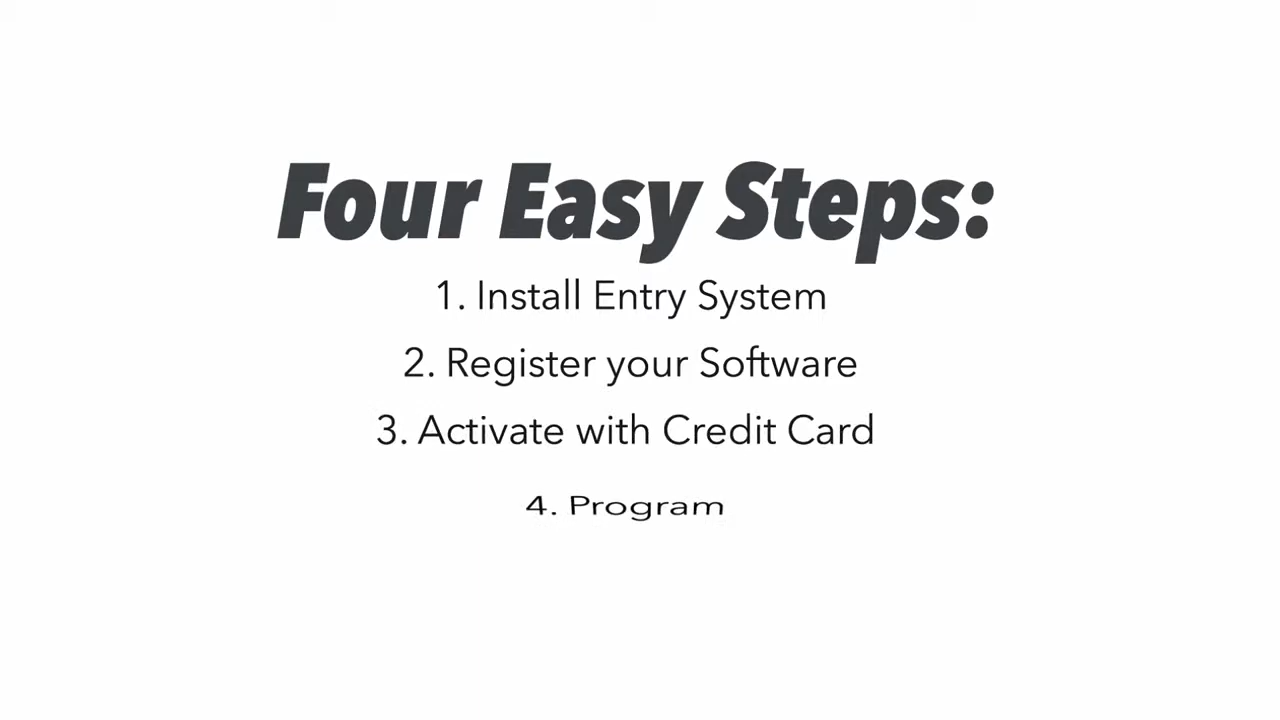 Four Easy Steps:
1. Install Entry System
2. Register your Software
3. Activate with Credit Card
4. Program